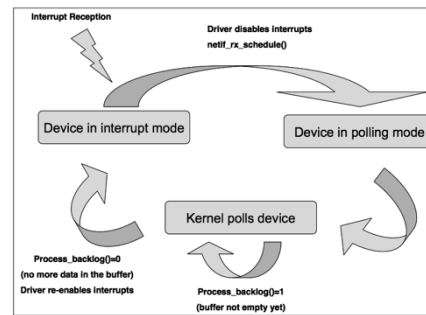 Interrupt Reception
Driver disables interrupts
netif_rx_schedule()
Device in interrupt mode
Device in polling mode
Kernel polls device
Process_backlog()=0
(no more data in the buffer)
Driver re-enables interrupts
Process_backlog()=1
(buffer not empty yet)